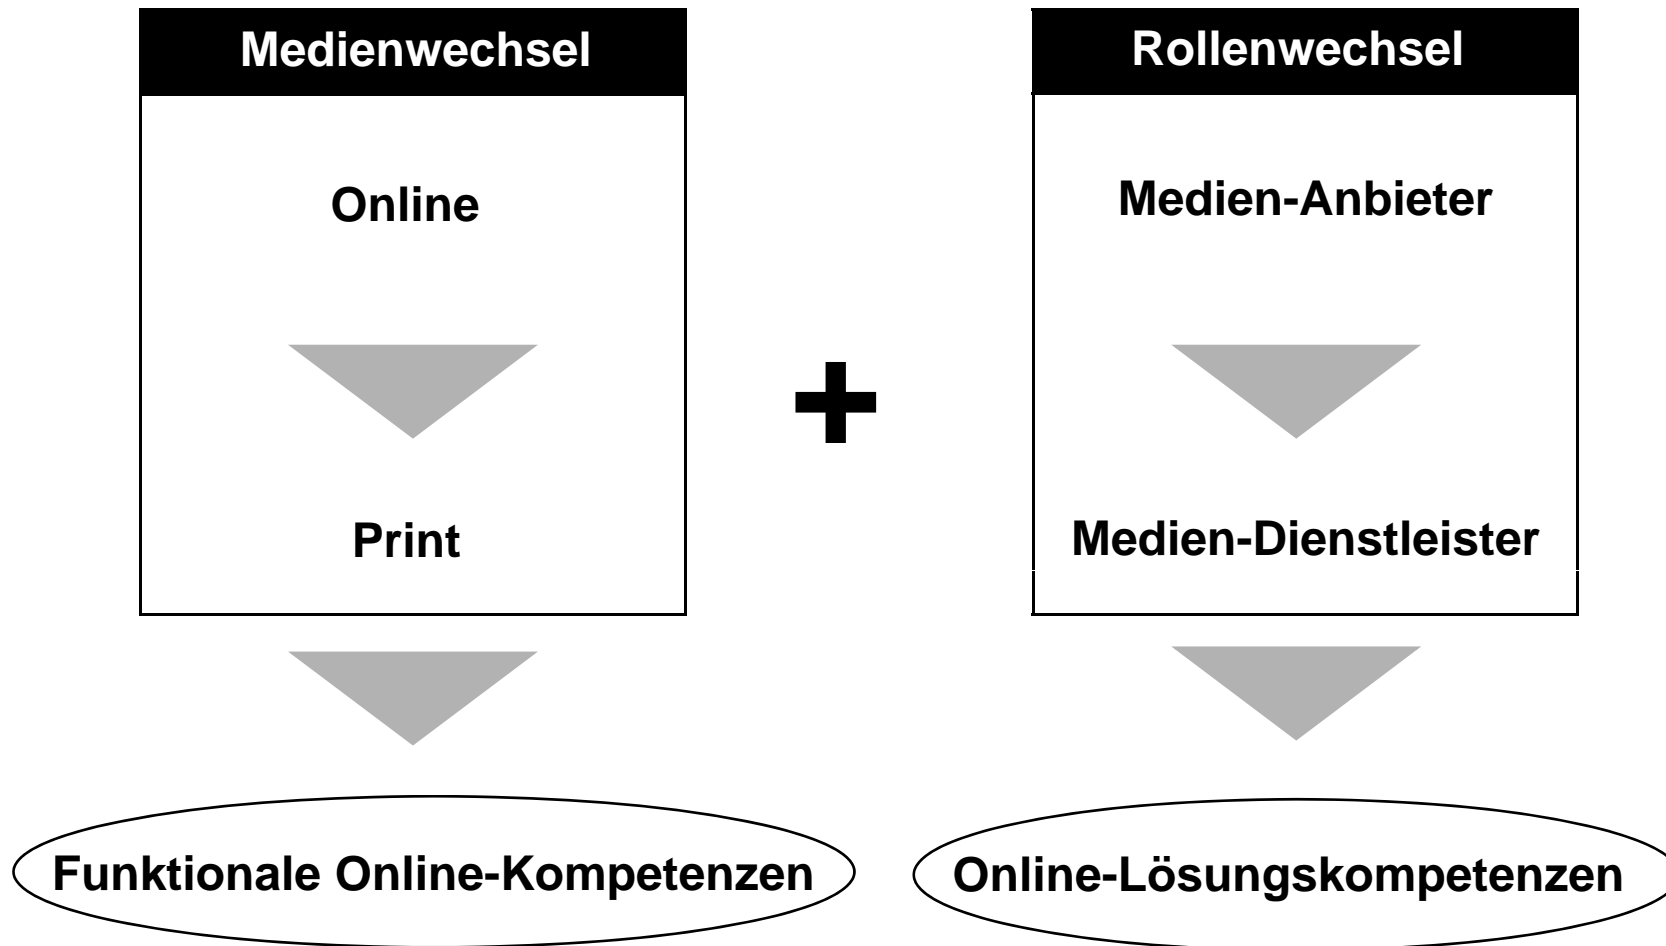 Medienwechsel
Online
Print
Funktionale Online-Kompetenzen
+
Rollenwechsel
Medien-Anbieter
Medien-Dienstleister
Online-Lösungskompetenzen